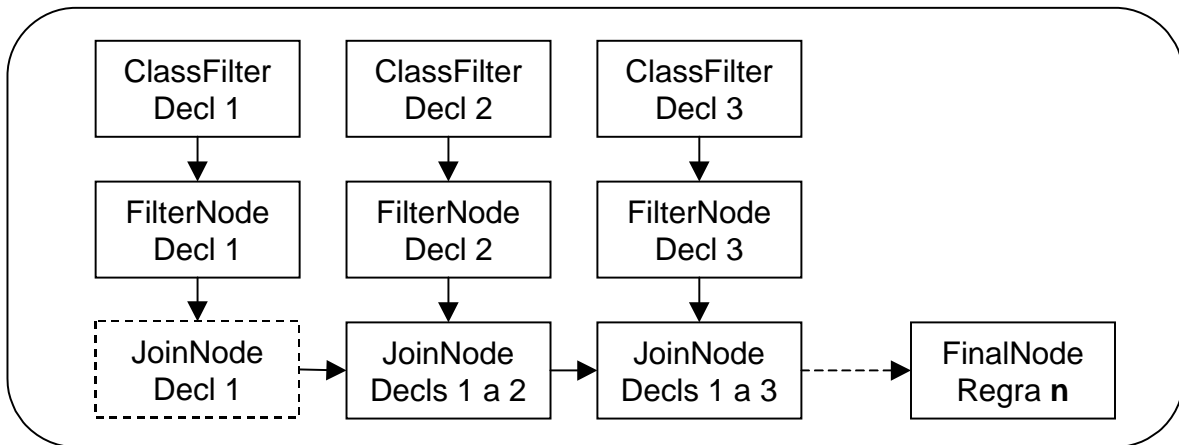 ClassFilter
Decl 1
ClassFilter
Decl 2
ClassFilter
Decl 3
FilterNode
Decl 1
FilterNode
Decl 2
FilterNode
Decl 3
JoinNode
Decl 1
JoinNode
Decls 1 a 2
JoinNode
Decls 1 a 3
FinalNode
Regra n